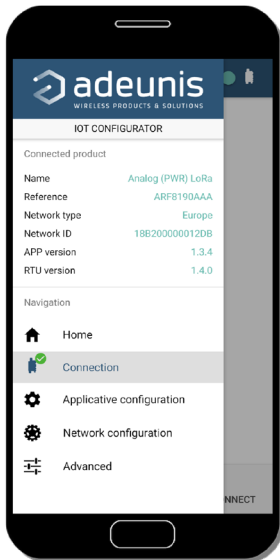 adeunis
WIRELESS PRODUCTS & SOLUTIONS
IOT CONFIGURATOR
Connected product
Name Analog (PWR) LoRa
Reference ARF8190AAA
Network type Europe
Network ID 18B200000012DB
APP version 1.3.4
RTU version 1.4.0
Navigation
Home
Connection
Applicative configuration
Network configuration
Advanced
NNECT